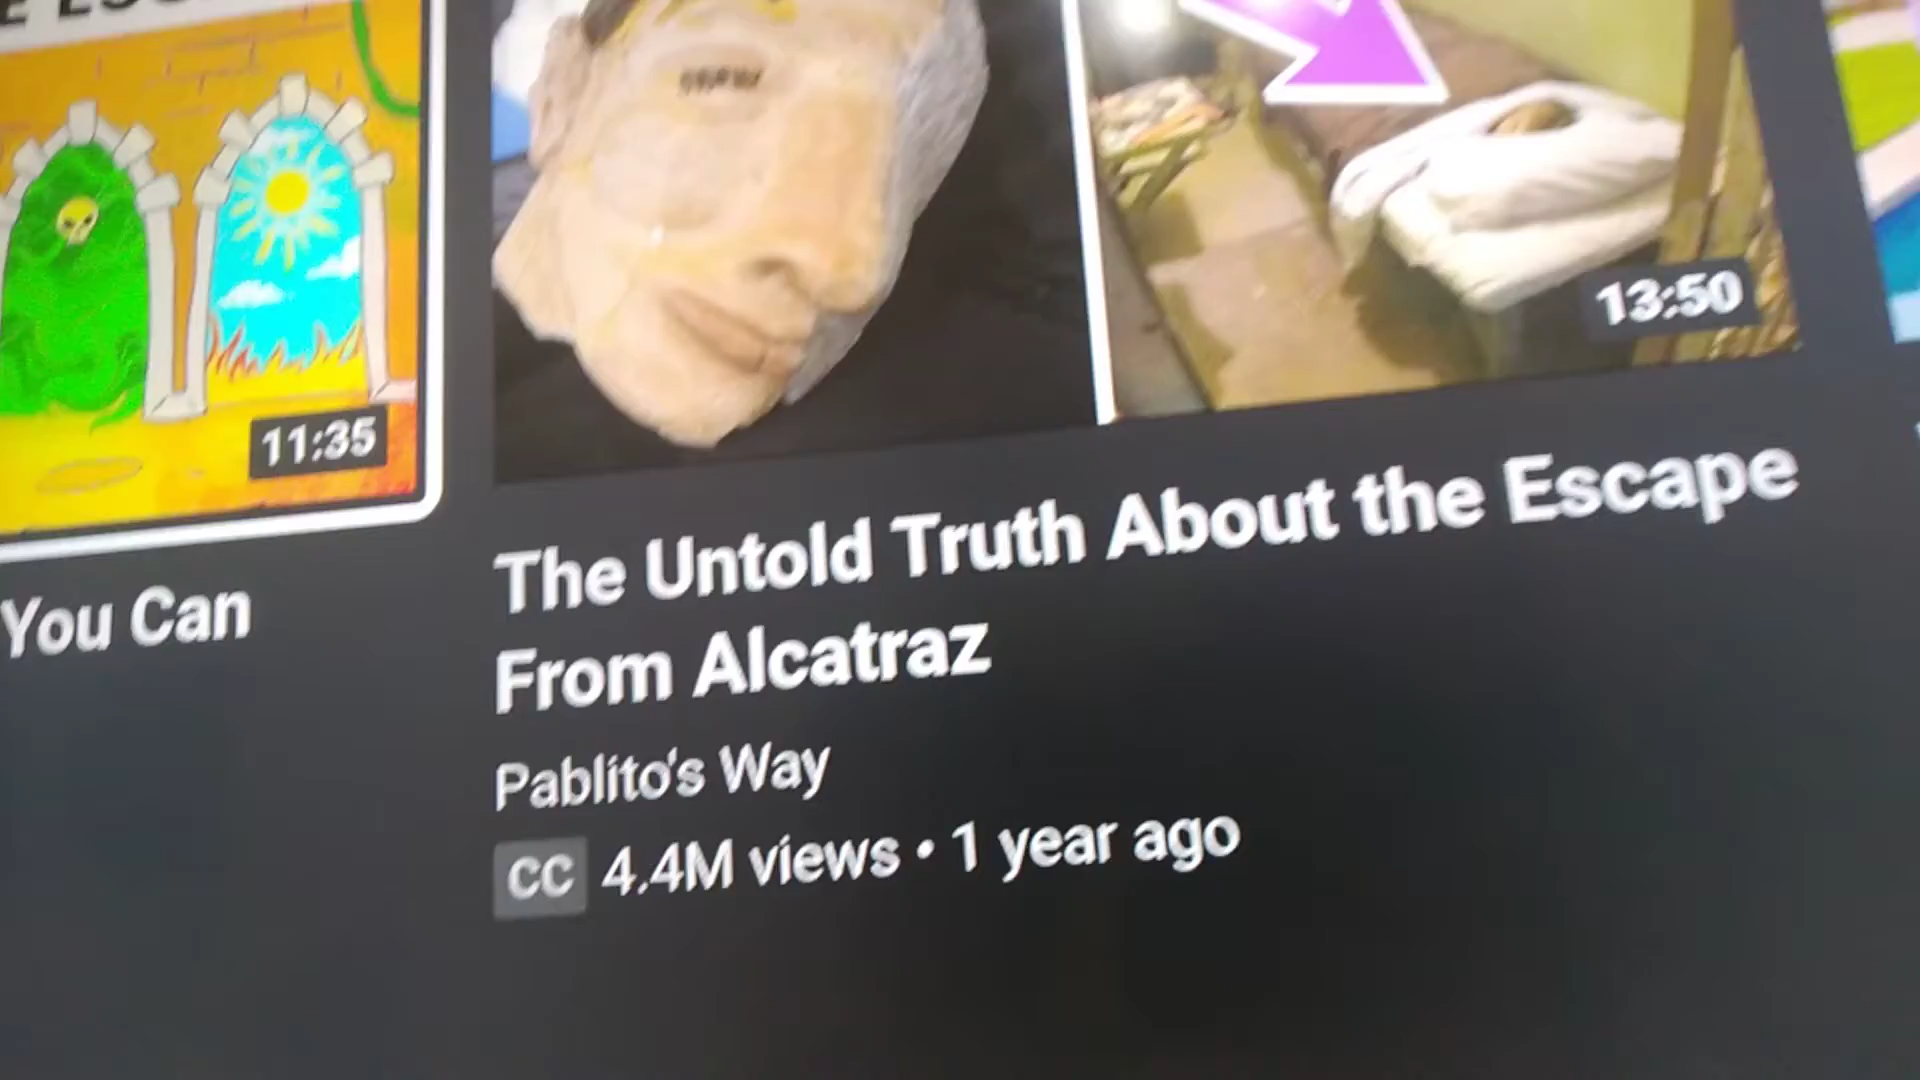 11:35
You Can
13:50
The Untold Truth About the Escape
From Alcatraz
Pablito's Way
CC 4.4M views • 1 year ago